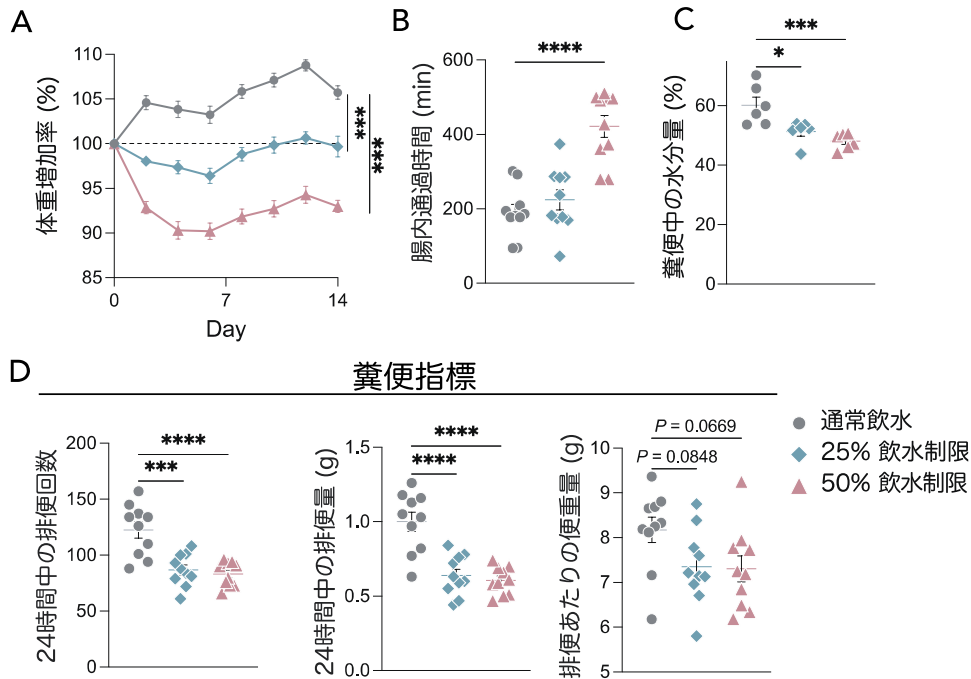 A
体重増加率 (%)
110
105
100
95
90
85
0
7
14
Day
***
***
B
腸内通過時間 (min)
600
400
200
0
****
C
糞便中の水分量 (%)
60
40
20
0
***
*
D
糞便指標
24時間中の排便回数
200
150
100
50
0
****
***
24時間中の排便量 (g)
1.5
1.0
0.5
0.0
****
****
排便あたりの便重量 (g)
10
9
8
7
6
5
P = 0.0669
P = 0.0848
通常飲水
25% 飲水制限
50% 飲水制限